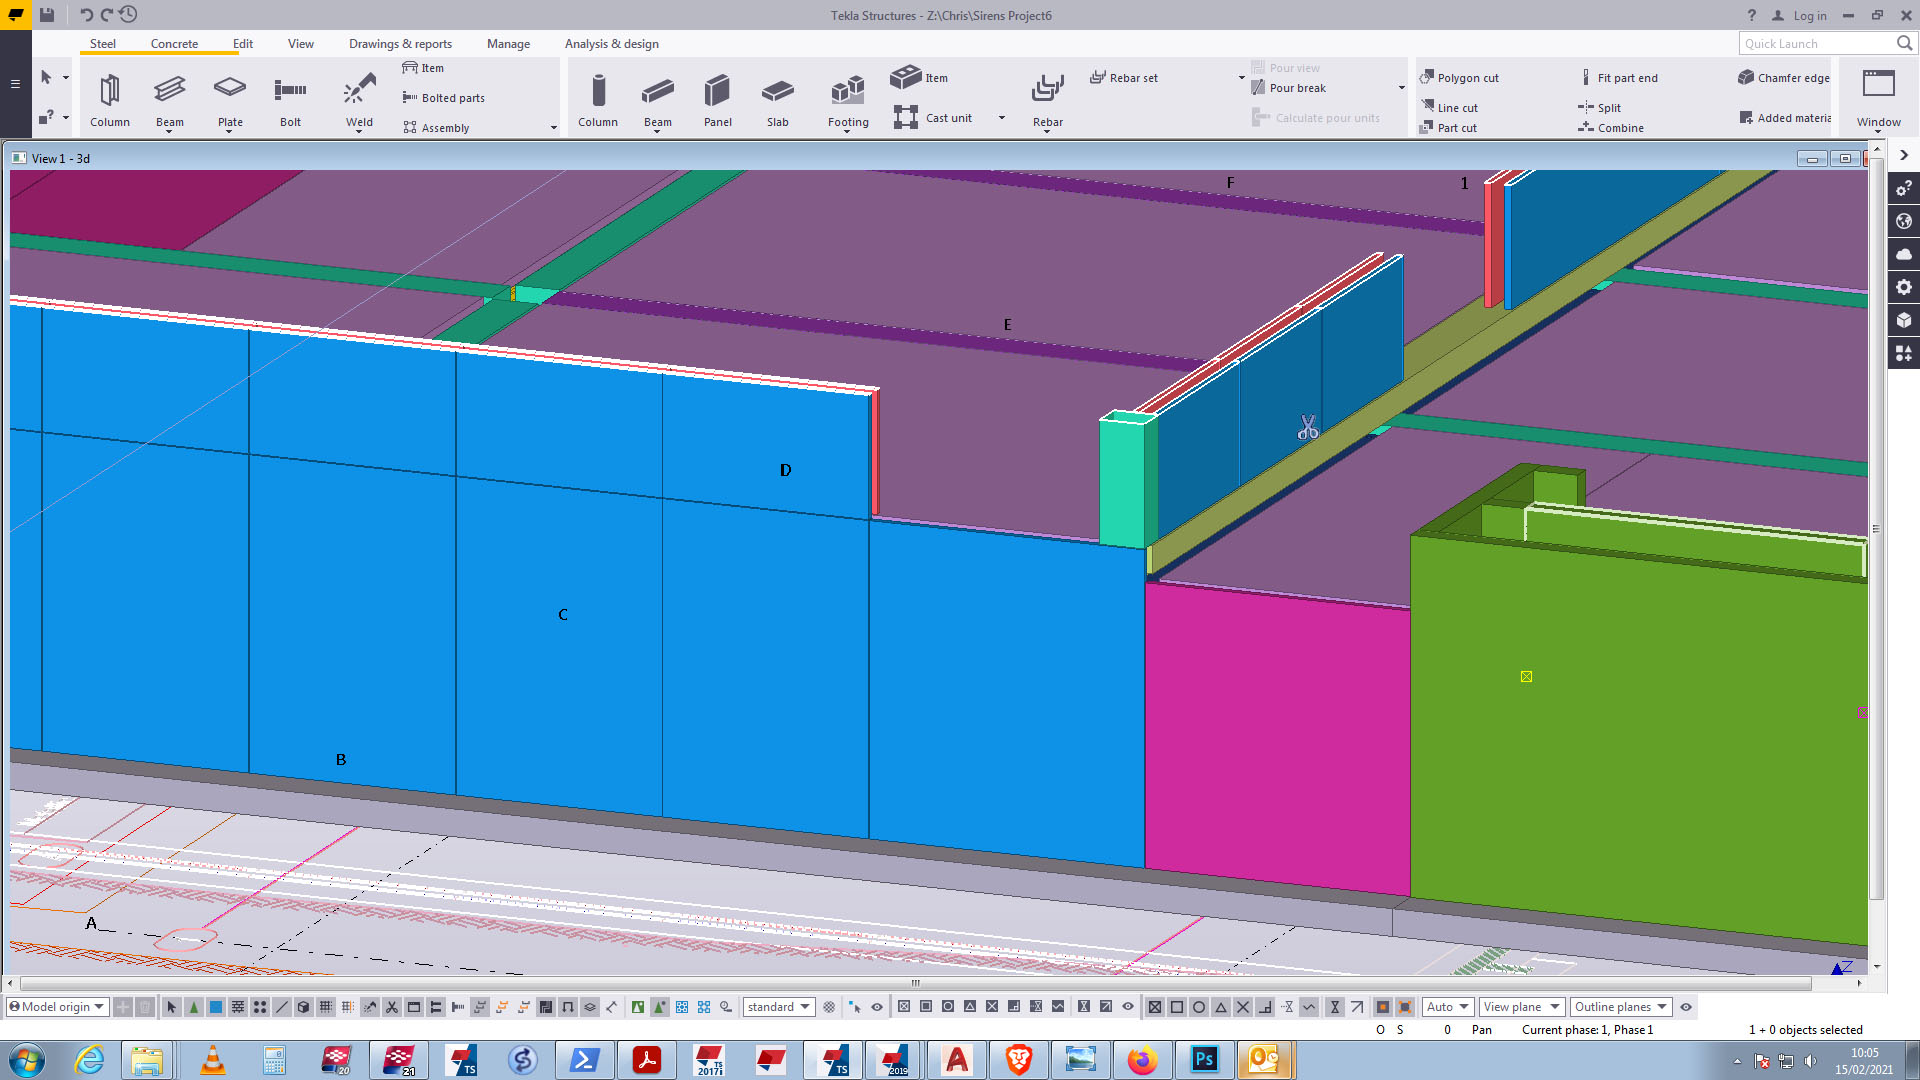 Tekla Structures - Z:\Chris\Sirens Project6
? Log in
Steel Concrete Edit View Drawings & reports Manage Analysis & design
Quick Launch
Column Beam Plate Bolt Weld
Item
Bolted parts
Assembly
Column Beam Panel Slab Footing
Item
Cast unit
Rebar
Rebar set
Pour view
Pour break
Calculate pour units
Polygon cut
Line cut
Part cut
Fit part end
Split
Combine
Chamfer edge
Added materia
Window
View 1 - 3d
F
1
E
D
C
B
A
Z
Model origin
standard
Auto
View plane
Outline planes
O S 0 Pan Current phase: 1, Phase 1 1 + 0 objects selected
20
21
TS
TS
2017i
TS
2019
A
Ps
10:05
15/02/2021